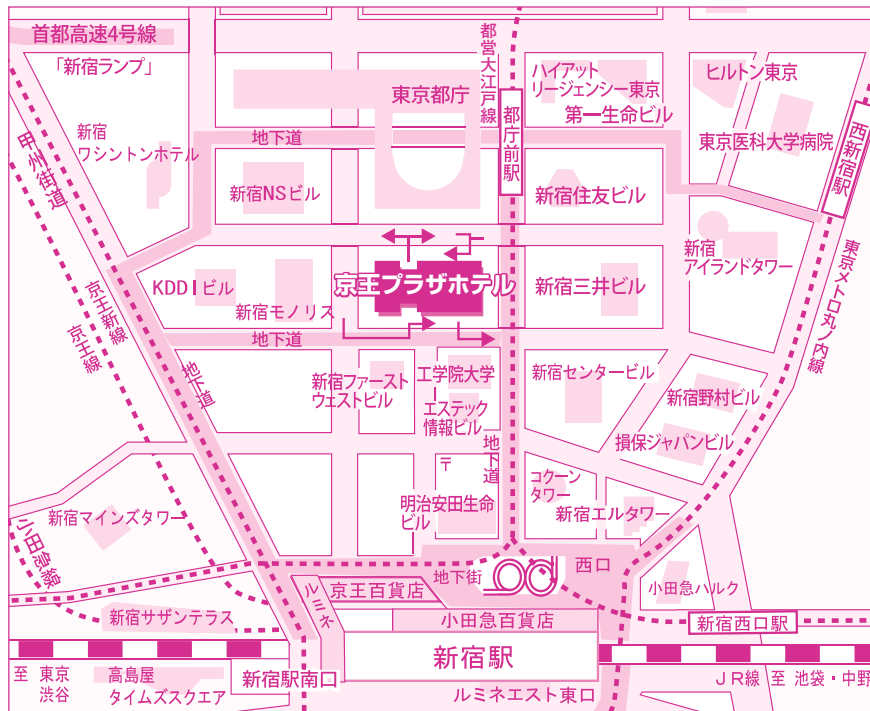 首都高速4号線
「新宿ランプ」
都営大江戸線
ハイアット
リージェンシー東京
ヒルトン東京
東京都庁
都庁前駅
第一生命ビル
東京医科大学病院
西新宿駅
甲州街道
新宿
ワシントンホテル
地下道
新宿NSビル
新宿住友ビル
新宿
アイランドタワー
東京メトロ丸ノ内線
京王新線
京王線
KDDIビル
新宿モノリス
京王プラザホテル
新宿三井ビル
地下道
地下道
新宿ファースト
ウェストビル
工学院大学
エステック
情報ビル
新宿センタービル
新宿野村ビル
損保ジャパンビル
地下道
〒
コクーン
タワー
明治安田生命
ビル
新宿エルタワー
新宿マインズタワー
小田急線
地下街
西口
小田急ハルク
ルミネ
京王百貨店
新宿サザンテラス
小田急百貨店
新宿西口駅
新宿駅
至 東京
渋谷
高島屋
タイムズスクエア
新宿駅南口
ルミネエスト東口
JR線 至 池袋・中野